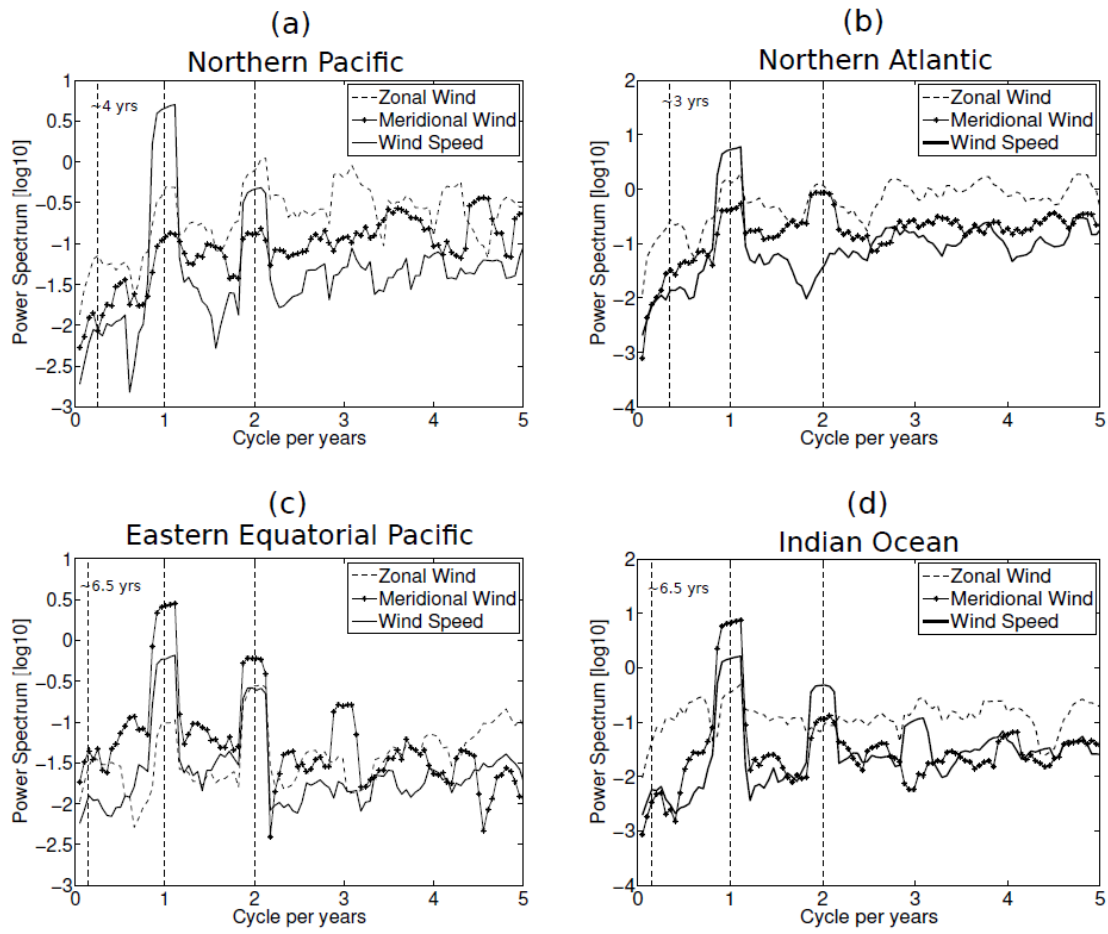 (a)
Northern Pacific
1
0.5
0
−0.5
−1
−1.5
−2
−2.5
−3
0 1 2 3 4 5
Power Spectrum [log10]
Cycle per years
~4 yrs
Zonal Wind
Meridional Wind
Wind Speed
(b)
Northern Atlantic
2
1
0
−1
−2
−3
−4
0 1 2 3 4 5
Power Spectrum [log10]
Cycle per years
~3 yrs
Zonal Wind
Meridional Wind
Wind Speed
(c)
Eastern Equatorial Pacific
1
0.5
0
−0.5
−1
−1.5
−2
−2.5
−3
0 1 2 3 4 5
Power Spectrum [log10]
Cycle per years
~6.5 yrs
Zonal Wind
Meridional Wind
Wind Speed
(d)
Indian Ocean
2
1
0
−1
−2
−3
−4
0 1 2 3 4 5
Power Spectrum [log10]
Cycle per years
~6.5 yrs
Zonal Wind
Meridional Wind
Wind Speed